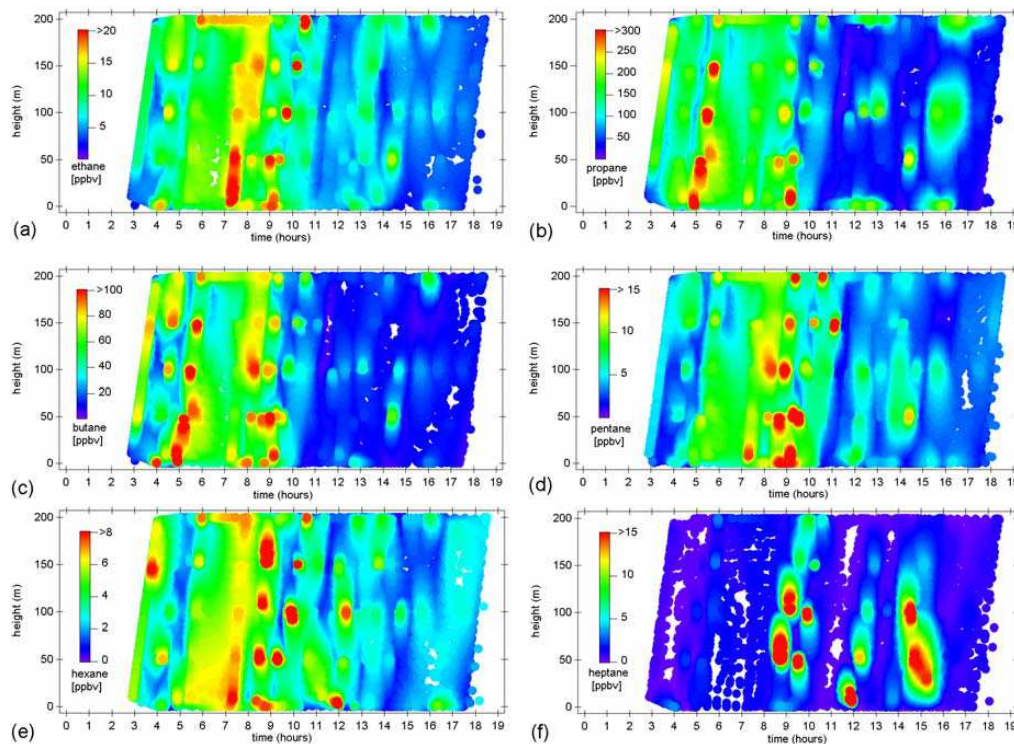 200
150
100
50
0
height (m)
>20
15
10
5
ethane
[ppbv]
0 1 2 3 4 5 6 7 8 9 10 11 12 13 14 15 16 17 18 19
time (hours)
(a)
200
150
100
50
0
height (m)
>300
250
200
150
100
50
propane
[ppbv]
0 1 2 3 4 5 6 7 8 9 10 11 12 13 14 15 16 17 18 19
time (hours)
(b)
200
150
100
50
0
height (m)
>100
80
60
40
20
butane
[ppbv]
0 1 2 3 4 5 6 7 8 9 10 11 12 13 14 15 16 17 18 19
time (hours)
(c)
200
150
100
50
0
height (m)
> 15
10
5
pentane
[ppbv]
0 1 2 3 4 5 6 7 8 9 10 11 12 13 14 15 16 17 18 19
time (hours)
(d)
200
150
100
50
0
height (m)
>8
6
4
2
0
hexane
[ppbv]
0 1 2 3 4 5 6 7 8 9 10 11 12 13 14 15 16 17 18 19
time (hours)
(e)
200
150
100
50
0
height (m)
>15
10
5
0
heptane
[ppbv]
0 1 2 3 4 5 6 7 8 9 10 11 12 13 14 15 16 17 18 19
time (hours)
(f)